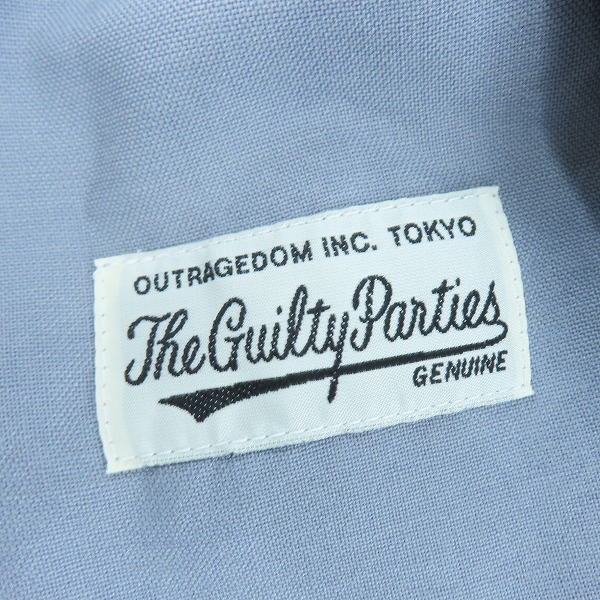 OUTRAGEDOM INC. TOKYO
The Guilty Parties
GENUINE